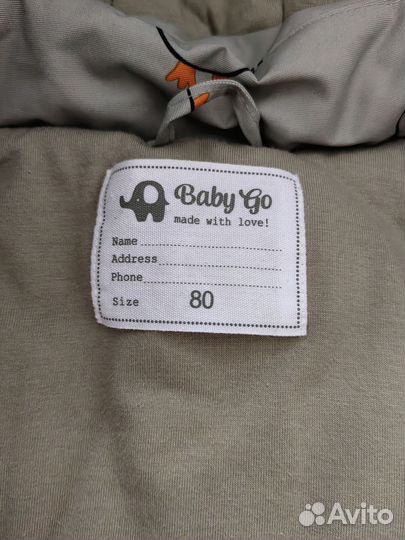 Baby Go
made with love!
Name
Address
Phone
Size 80
Avito